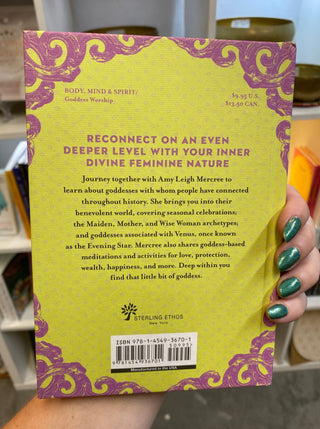 BODY, MIND & SPIRIT/
Goddess Worship
$9.95 U.S.
$13.50 CAN.
RECONNECT ON AN EVEN
DEEPER LEVEL WITH YOUR INNER
DIVINE FEMININE NATURE
Journey together with Amy Leigh Mercree to
learn about goddesses with whom people have connected
throughout history. She brings you into their
benevolent world, covering seasonal celebrations,
the Maiden, Mother, and Wise Woman archetypes,
and goddesses associated with Venus, once
known as the Evening Star. Mercree also shares goddess-based
meditations and activities for love, protection,
wealth, happiness, and more. Deep within you
find that little bit of goddess.
STERLING ETHOS
New York
ISBN 978-1-4549-3670-1
50995
9 781454 936701
Manufactured in the USA